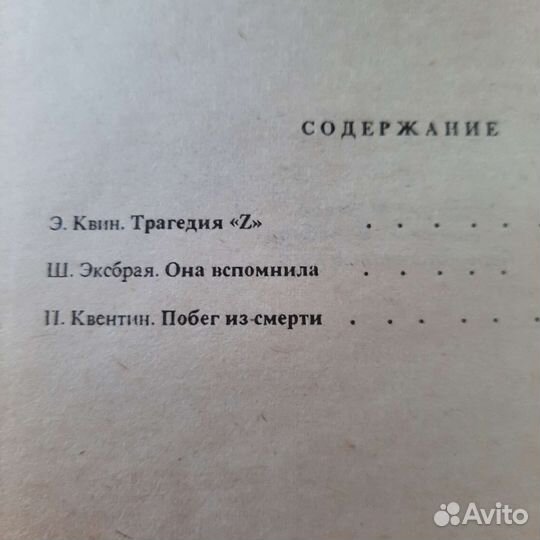 СОДЕРЖАНИЕ
Э. Квин. Трагедия «Z» . . . . .
Ш. Эксбрая. Она вспомнила . . . . .
П. Квентин. Побег из смерти . . . . .
Avito